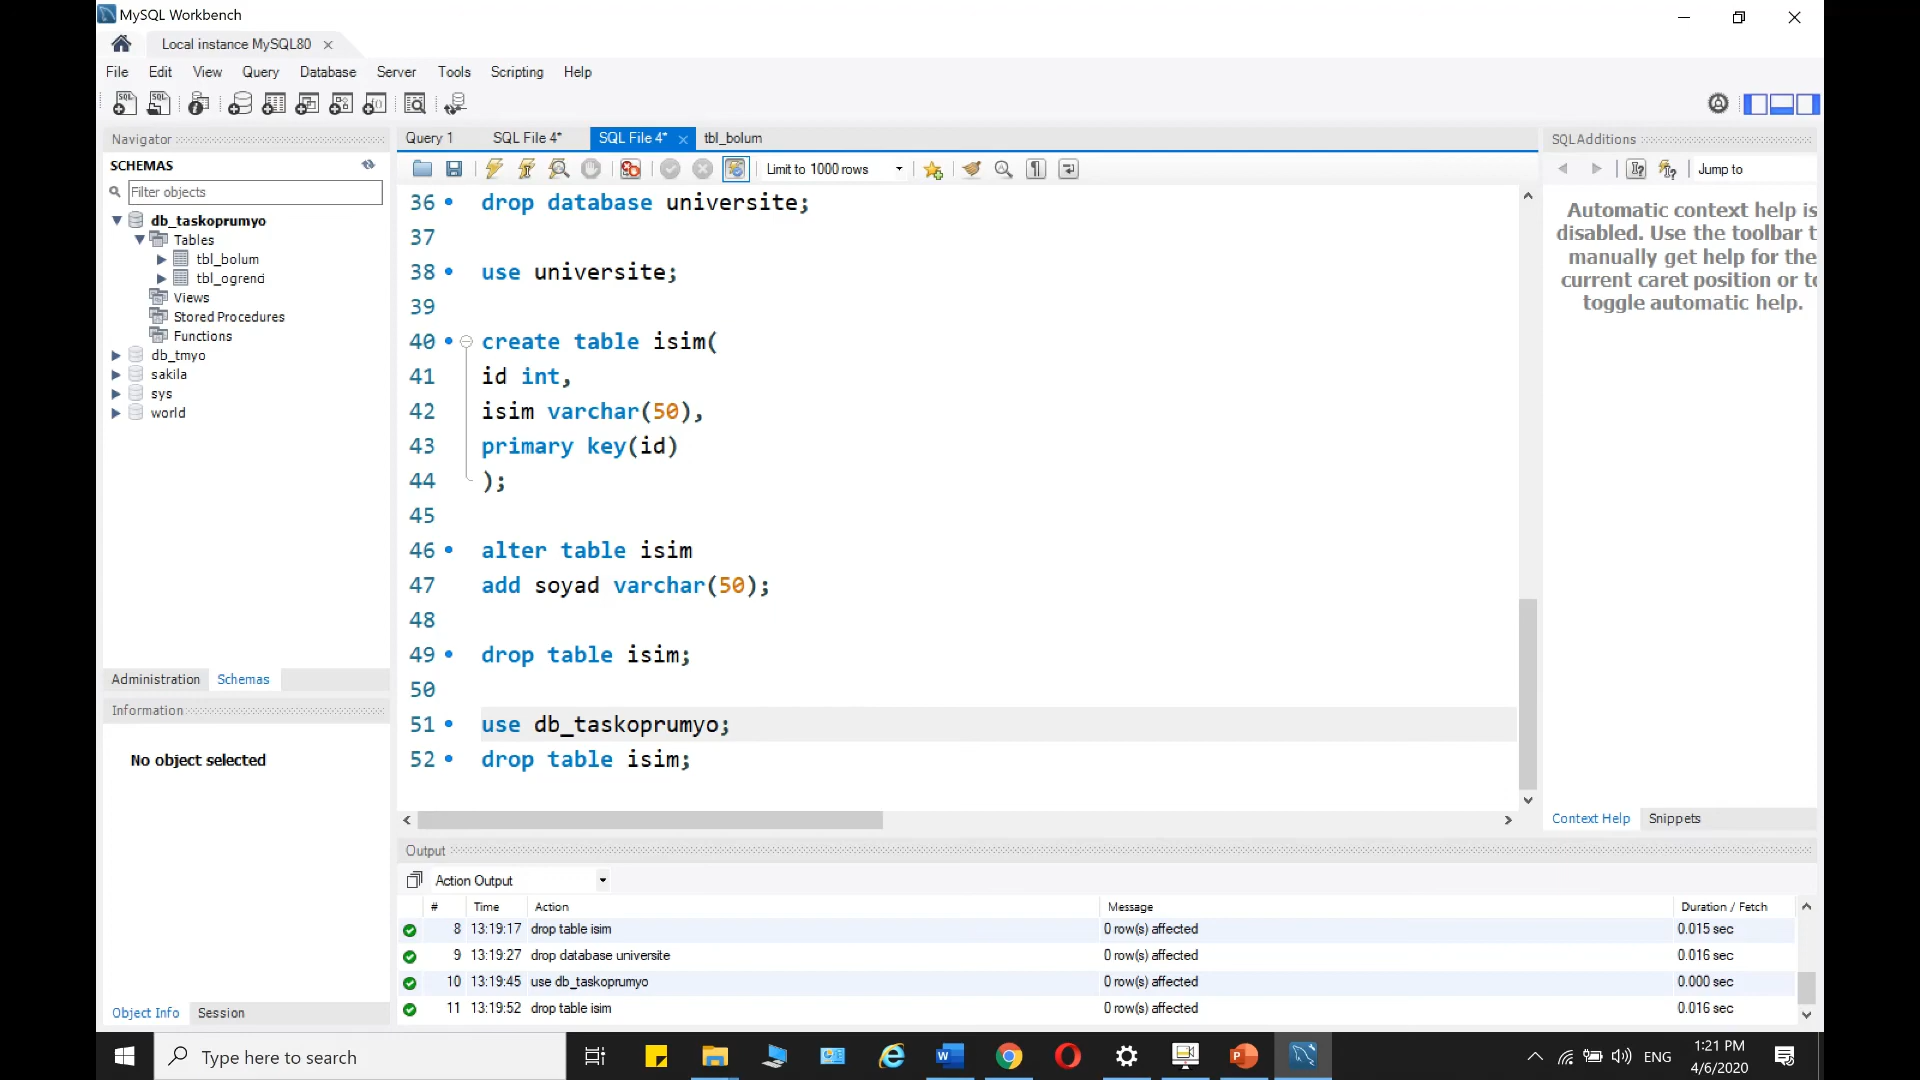 MySQL Workbench
Local instance MySQL80
File Edit View Query Database Server Tools Scripting Help
Navigator
SCHEMAS
Filter objects
db_taskoprumyo
Tables
tbl_bolum
tbl_ogrenci
Views
Stored Procedures
Functions
db_tmyo
sakila
sys
world
Administration Schemas
Information
No object selected
Object Info Session
Query 1 SQL File 4* SQL File 4* tbl_bolum
Limit to 1000 rows
36 drop database universite;
37
38 use universite;
39
40 create table isim(
41 id int,
42 isim varchar(50),
43 primary key(id)
44 );
45
46 alter table isim
47 add soyad varchar(50);
48
49 drop table isim;
50
51 use db_taskoprumyo;
52 drop table isim;
SQLAdditions
Jump to
Automatic context help is
disabled. Use the toolbar t
manually get help for the
current caret position or to
toggle automatic help.
Context Help Snippets
Output
Action Output
# Time Action Message Duration / Fetch
8 13:19:17 drop table isim 0 row(s) affected 0.015 sec
9 13:19:27 drop database universite 0 row(s) affected 0.016 sec
10 13:19:45 use db_taskoprumyo 0 row(s) affected 0.000 sec
11 13:19:52 drop table isim 0 row(s) affected 0.016 sec
Type here to search
ENG
1:21 PM
4/6/2020